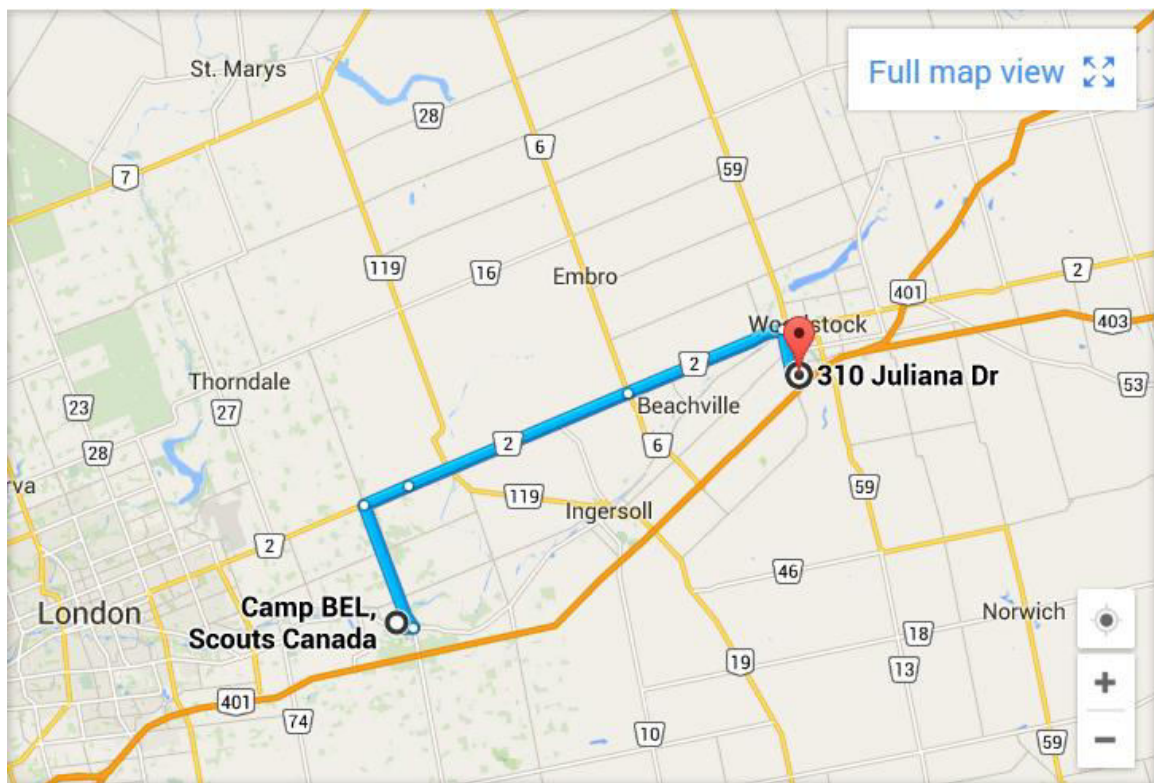 St. Marys
Full map view
28
6
59
7
119
16
Embro
2
401
Woodstock
403
310 Juliana Dr
2
Thorndale
Beachville
53
23
27
28
2
6
rva
119
59
Ingersoll
2
46
London
Camp BEL,
Scouts Canada
Norwich
18
13
19
401
74
10
59